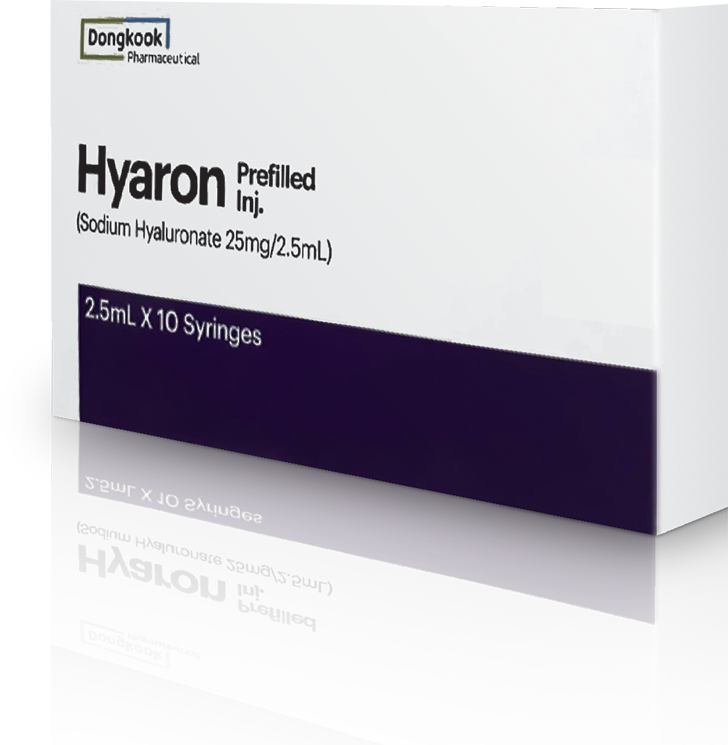 Dongkook
Pharmaceutical
Hyaron Prefilled
Inj.
(Sodium Hyaluronate 25mg/2.5mL)
2.5mL X 10 Syringes